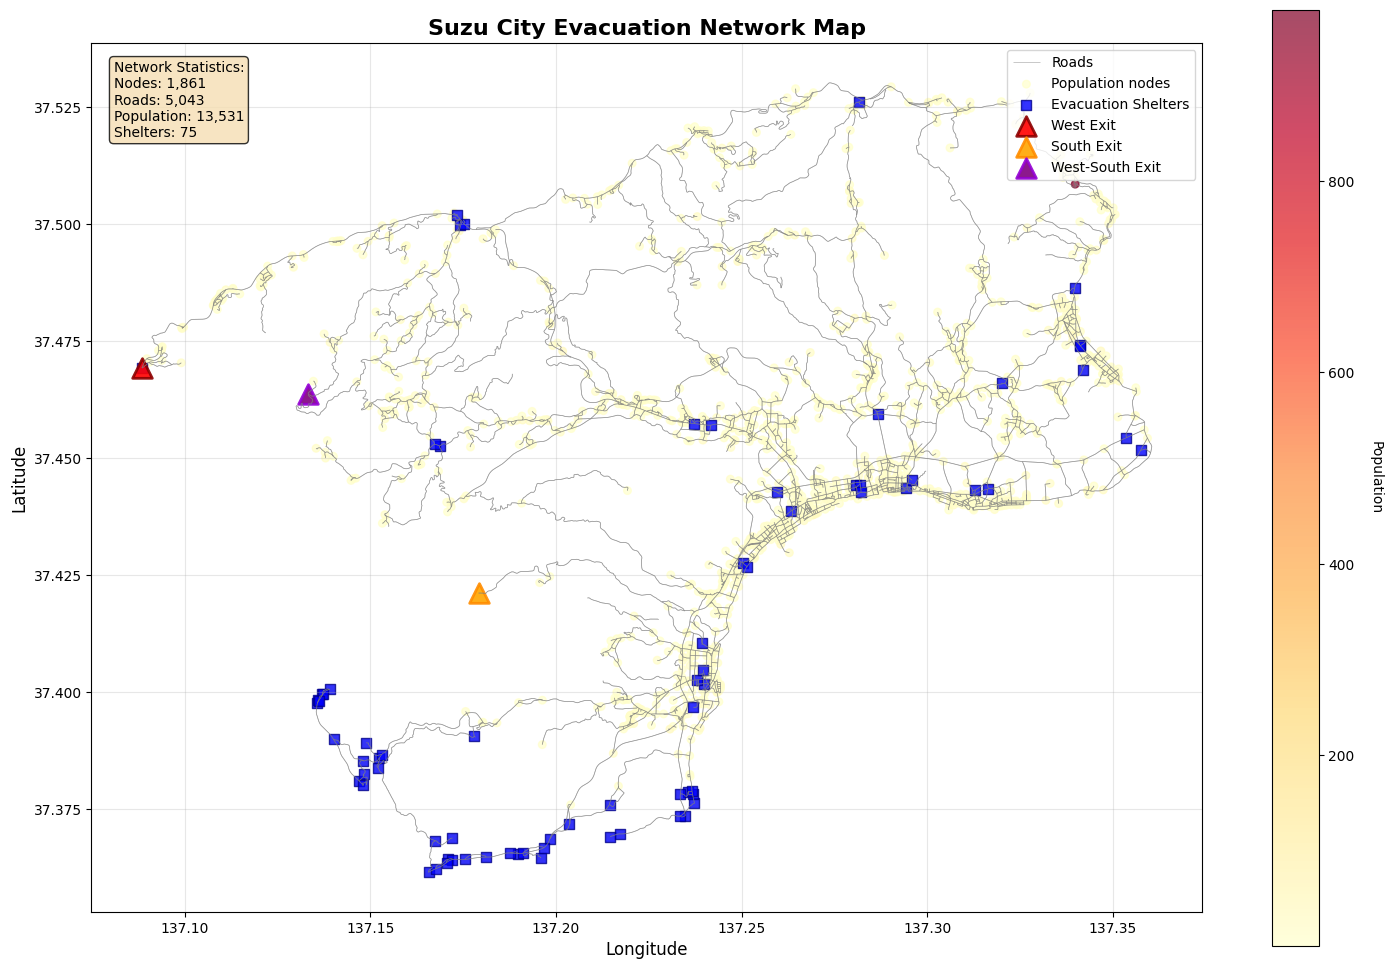 Suzu City Evacuation Network Map
Network Statistics:
Nodes: 1,861
Roads: 5,043
Population: 13,531
Shelters: 75
Roads
Population nodes
Evacuation Shelters
West Exit
South Exit
West-South Exit
37.525
37.500
37.475
37.450
37.425
37.400
37.375
Latitude
137.10
137.15
137.20
137.25
137.30
137.35
Longitude
800
600
400
200
Population